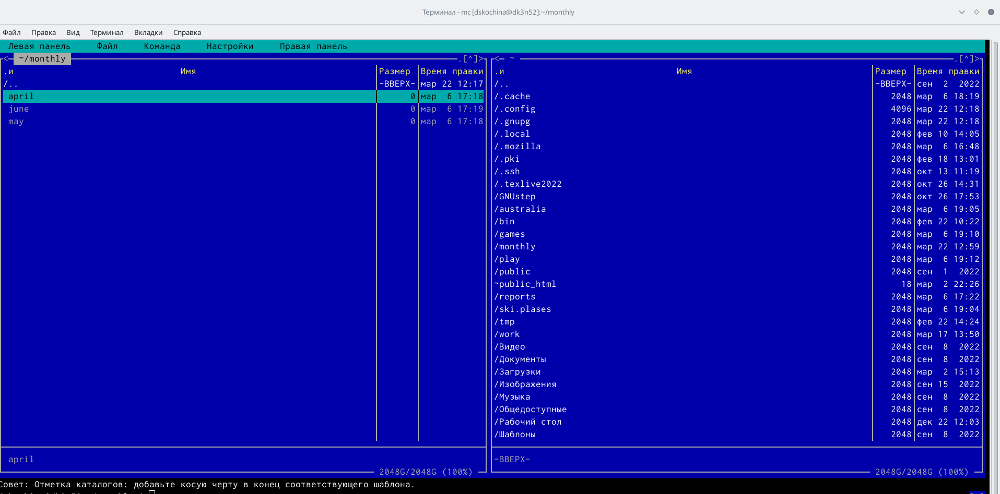 Терминал - mc [dskochina@dk3n52]:~/monthly
Файл Правка Вид Терминал Вкладки Справка
Левая панель Файл Команда Настройки Правая панель
<─ ~/monthly .[^]>
.и Имя Размер Время правки
/.. -ВВЕРХ- мар 22 12:17
april 0 мар 6 17:18
june 0 мар 6 17:19
may 0 мар 6 17:18
april
2048G/2048G (100%)
<─ ~ .[^]>
.и Имя Размер Время правки
/.. -ВВЕРХ- сен 2 2022
/.cache 2048 мар 6 18:19
/.config 4096 мар 22 12:18
/.gnupg 2048 мар 22 12:18
/.local 2048 фев 10 14:05
/.mozilla 2048 мар 6 16:48
/.pki 2048 фев 18 13:01
/.ssh 2048 окт 13 11:19
/.texlive2022 2048 окт 26 14:31
/GNUstep 2048 окт 26 17:53
/australia 2048 мар 6 19:05
/bin 2048 фев 22 10:22
/games 2048 мар 6 19:10
/monthly 2048 мар 22 12:59
/play 2048 мар 6 19:12
/public 2048 сен 1 2022
~public_html 18 мар 2 22:26
/reports 2048 мар 6 17:22
/ski.plases 2048 мар 6 19:04
/tmp 2048 фев 22 14:24
/work 2048 мар 17 13:50
/Видео 2048 сен 8 2022
/Документы 2048 сен 8 2022
/Загрузки 2048 мар 2 15:13
/Изображения 2048 сен 15 2022
/Музыка 2048 сен 8 2022
/Общедоступные 2048 сен 8 2022
/Рабочий стол 2048 дек 22 12:03
/Шаблоны 2048 сен 8 2022
-ВВЕРХ-
2048G/2048G (100%)
Совет: Отметка каталогов: добавьте косую черту в конец соответствующего шаблона.